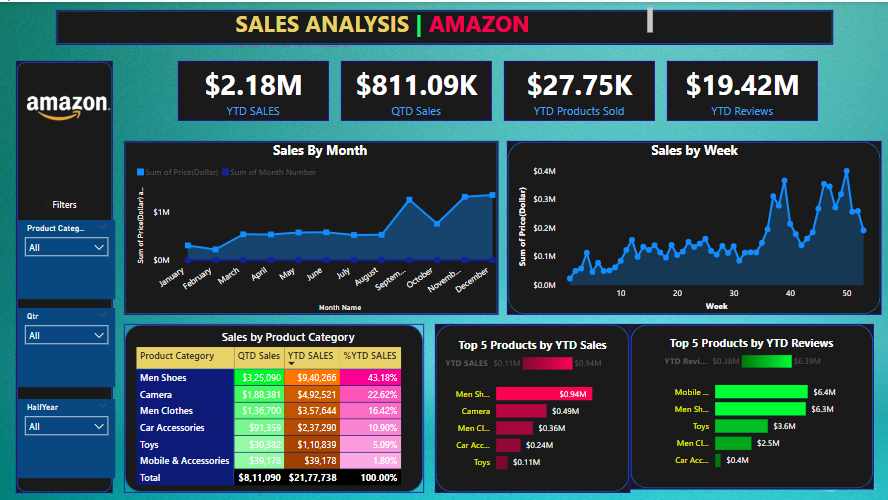 SALES ANALYSIS | AMAZON
amazon
Filters
Product Categ...
All
Qtr
All
HalfYear
All
$2.18M
YTD SALES
$811.09K
QTD Sales
$27.75K
YTD Products Sold
$19.42M
YTD Reviews
Sales By Month
Sum of Price(Dollar) Sum of Month Number
Sum of Price(Dollar) a...
$1M
$0M
January February March April May June July August Septem... October Novemb... December
Month Name
Sales by Week
Sum of Price(Dollar)
$0.4M
$0.3M
$0.2M
$0.1M
$0.0M
10 20 30 40 50
Week
Sales by Product Category
Product Category QTD Sales YTD SALES %YTD SALES
Men Shoes $3,25,090 $9,40,266 43.18%
Camera $1,88,381 $4,92,521 22.62%
Men Clothes $1,36,700 $3,57,644 16.42%
Car Accessories $91,359 $2,37,290 10.90%
Toys $30,382 $1,10,839 5.09%
Mobile & Accessories $39,178 $39,178 1.80%
Total $8,11,090 $21,77,738 100.00%
Top 5 Products by YTD Sales
YTD SALES $0.11M $0.94M
Men Sh... $0.94M
Camera $0.49M
Men Cl... $0.36M
Car Acc... $0.24M
Toys $0.11M
Top 5 Products by YTD Reviews
YTD Revi... $0.38M $6.39M
Mobile ... $6.4M
Men Sh... $6.3M
Toys $3.6M
Men Cl... $2.5M
Car Acc... $0.4M